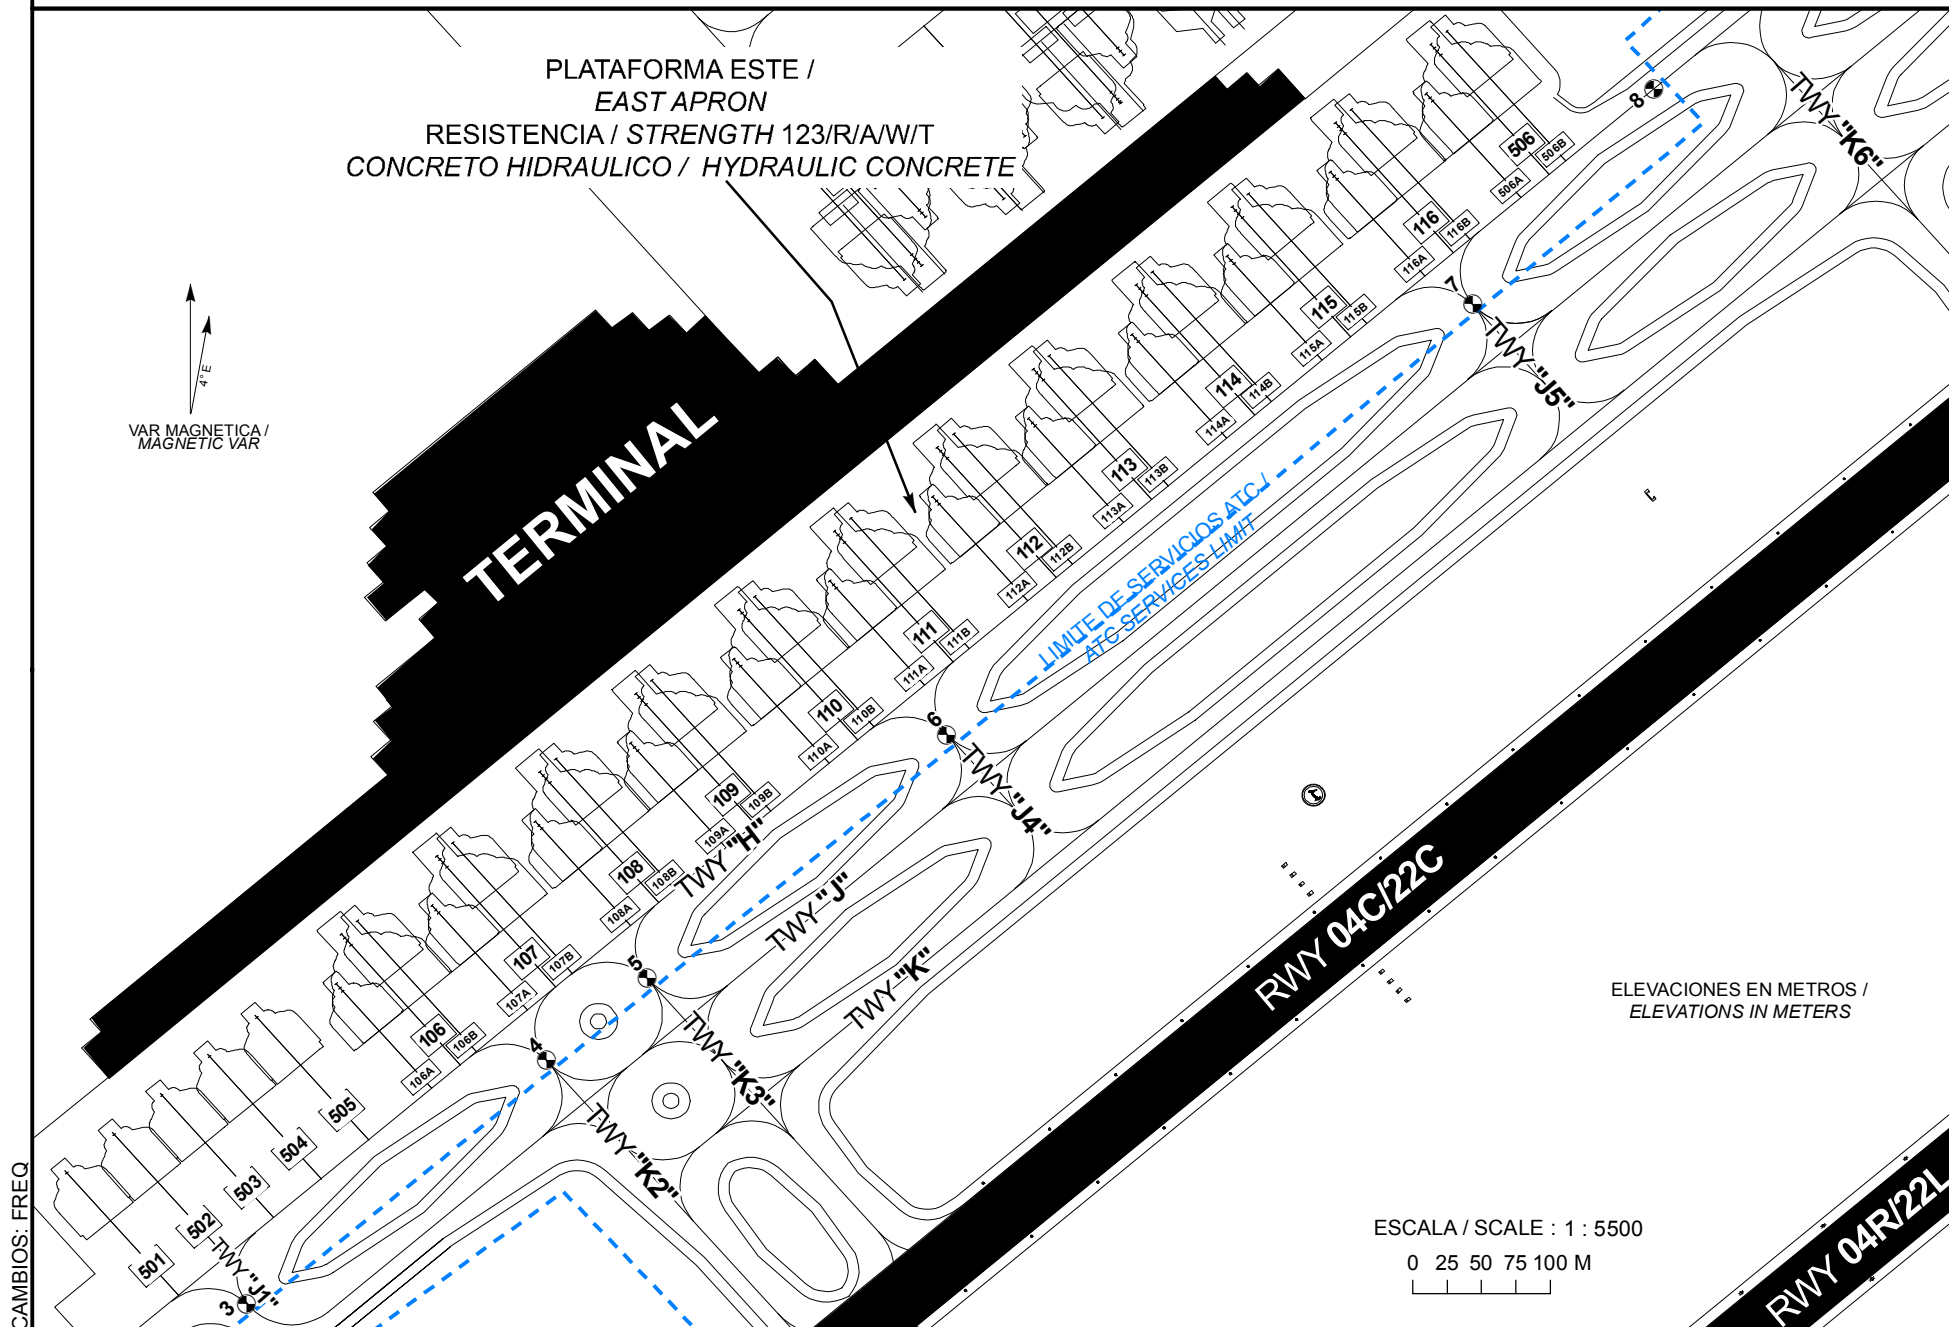 PLATAFORMA ESTE /
EAST APRON
RESISTENCIA / STRENGTH 123/R/A/W/T
CONCRETO HIDRAULICO / HYDRAULIC CONCRETE
4° E
VAR MAGNETICA /
MAGNETIC VAR
TERMINAL
8
TWY "K6"
506
506B
506A
116
116B
116A
7
TWY "J5"
115
115B
115A
114
114B
114A
113
113B
113A
LIMITE DE SERVICIOS ATC /
ATC SERVICES LIMIT
112
112B
112A
111
111B
111A
110
110B
110A
6
TWY "J4"
109
109B
109A
TWY "H"
TWY "J"
TWY "K"
108
108B
108A
107
107B
107A
5
TWY "K3"
4
TWY "K2"
106
106B
106A
505
504
503
502
501
TWY "J1"
3
RWY 04C/22C
RWY 04R/22L
ELEVACIONES EN METROS /
ELEVATIONS IN METERS
ESCALA / SCALE : 1 : 5500
0 25 50 75 100 M
CAMBIOS: FREQ